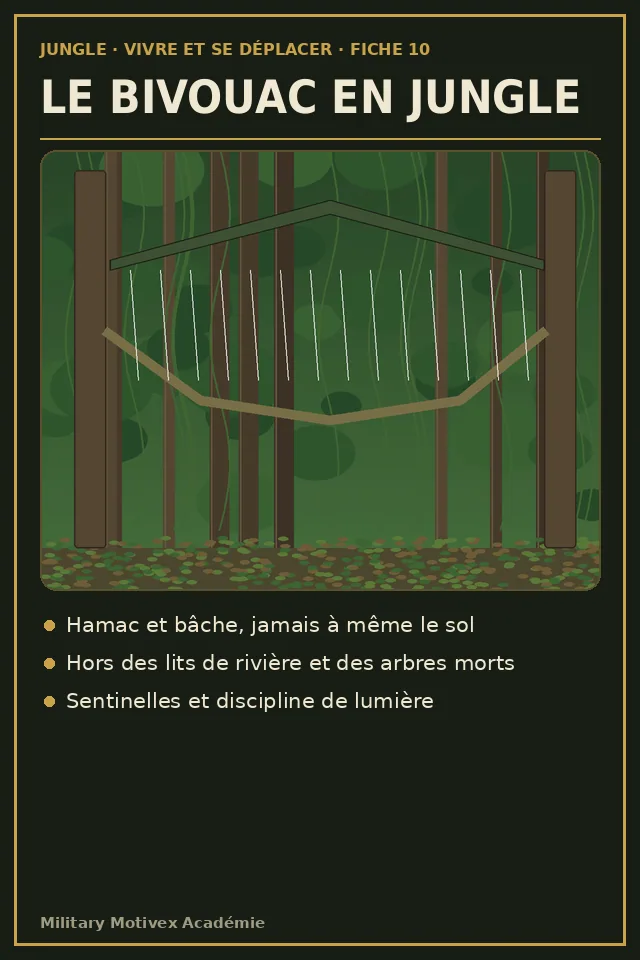 JUNGLE · VIVRE ET SE DÉPLACER · FICHE 10
LE BIVOUAC EN JUNGLE
Hamac et bâche, jamais à même le sol
Hors des lits de rivière et des arbres morts
Sentinelles et discipline de lumière
Military Motivex Académie